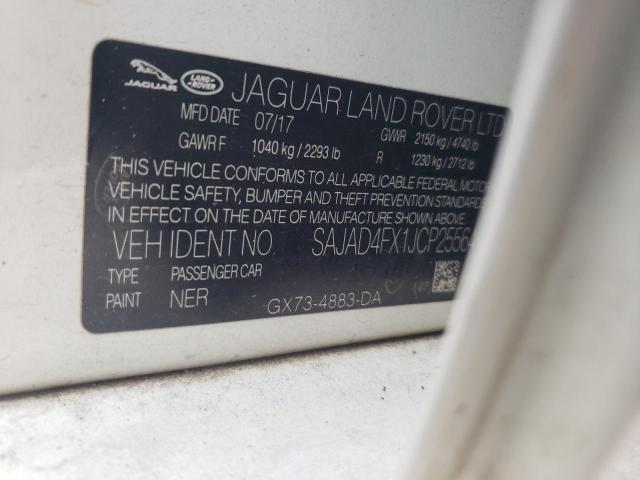 JAGUAR LAND ROVER JAGUAR LAND ROVER LTD
MFD DATE 07/17 GVWR 2150 kg / 4740 lb
GAWR F 1040 kg / 2293 lb R 1230 kg / 2712 lb
THIS VEHICLE CONFORMS TO ALL APPLICABLE FEDERAL MOTOR
VEHICLE SAFETY, BUMPER AND THEFT PREVENTION STANDARDS
IN EFFECT ON THE DATE OF MANUFACTURE SHOWN ABOVE.
VEH IDENT NO
TYPE PASSENGER CAR
PAINT NER GX73-4883-DA